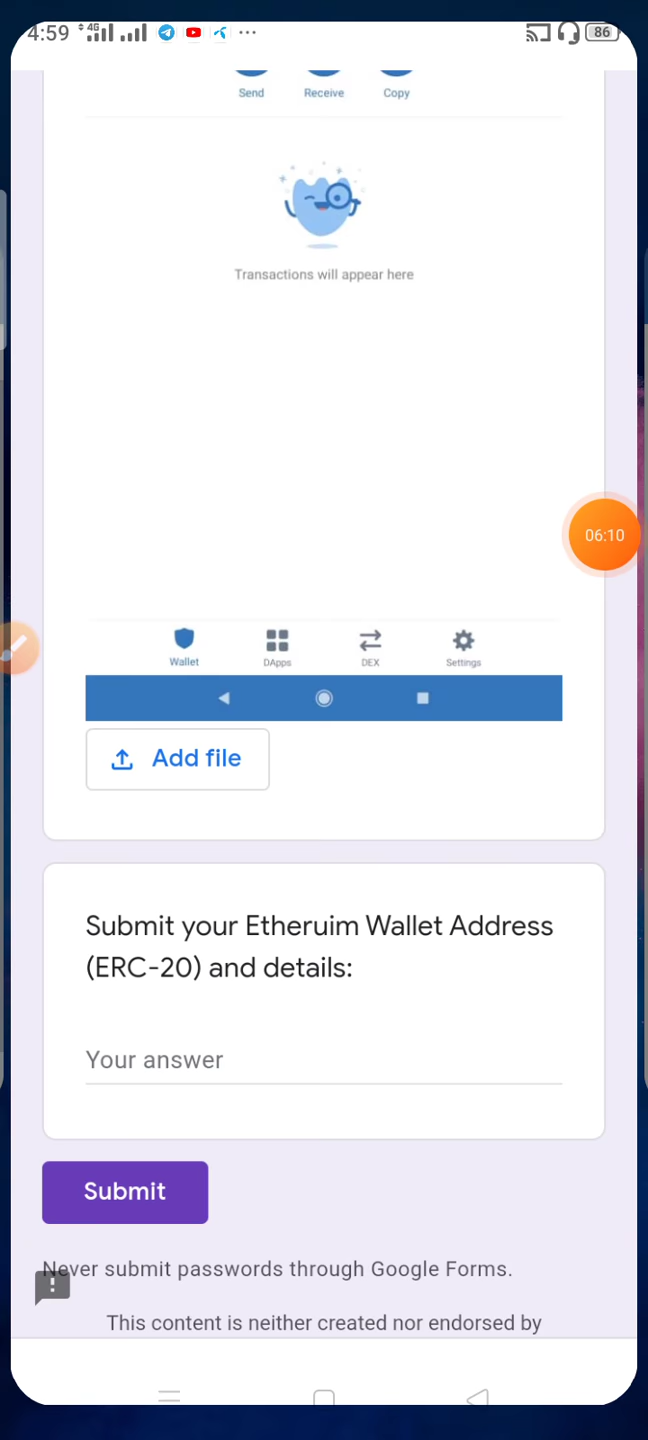 4:59 4G 86
Send Receive Copy
Transactions will appear here
06:10
Wallet DApps DEX Settings
Add file
Submit your Etheruim Wallet Address
(ERC-20) and details:
Your answer
Submit
Never submit passwords through Google Forms.
This content is neither created nor endorsed by